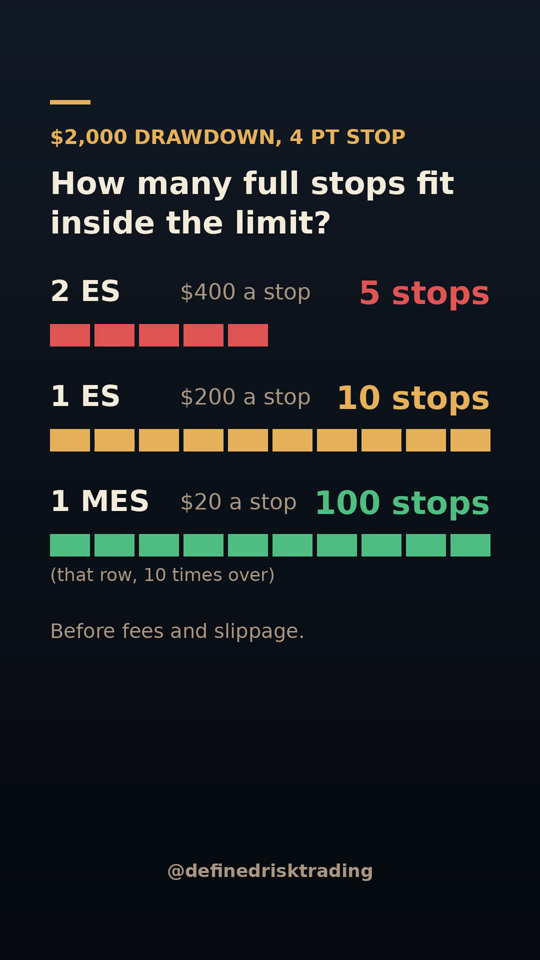 $2,000 DRAWDOWN, 4 PT STOP
How many full stops fit
inside the limit?
2 ES $400 a stop 5 stops
1 ES $200 a stop 10 stops
1 MES $20 a stop 100 stops
(that row, 10 times over)
Before fees and slippage.
@definedrisktrading